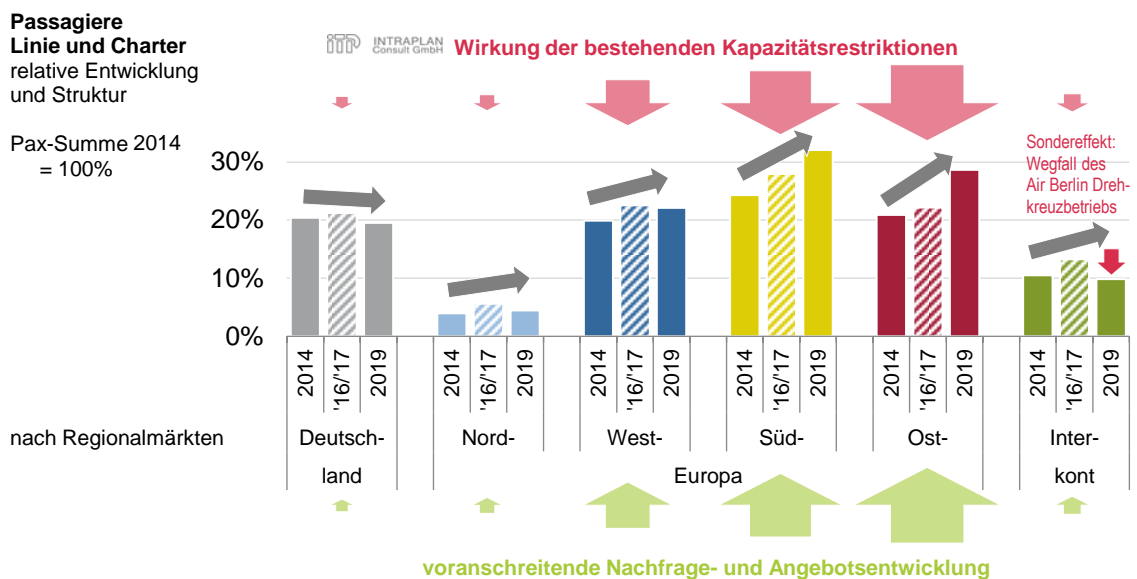 Passagiere
Linie und Charter
relative Entwicklung
und Struktur
Pax-Summe 2014
= 100%
iTP INTRAPLAN
Consult GmbH
Wirkung der bestehenden Kapazitätsrestriktionen
Sondereffekt:
Wegfall des
Air Berlin Dreh-
kreuzbetriebs
30%
20%
10%
0%
2014 '16/'17 2019 2014 '16/'17 2019 2014 '16/'17 2019 2014 '16/'17 2019 2014 '16/'17 2019 2014 '16/'17 2019
nach Regionalmärkten Deutsch- Nord- West- Süd- Ost- Inter-
land Europa kont
voranschreitende Nachfrage- und Angebotsentwicklung